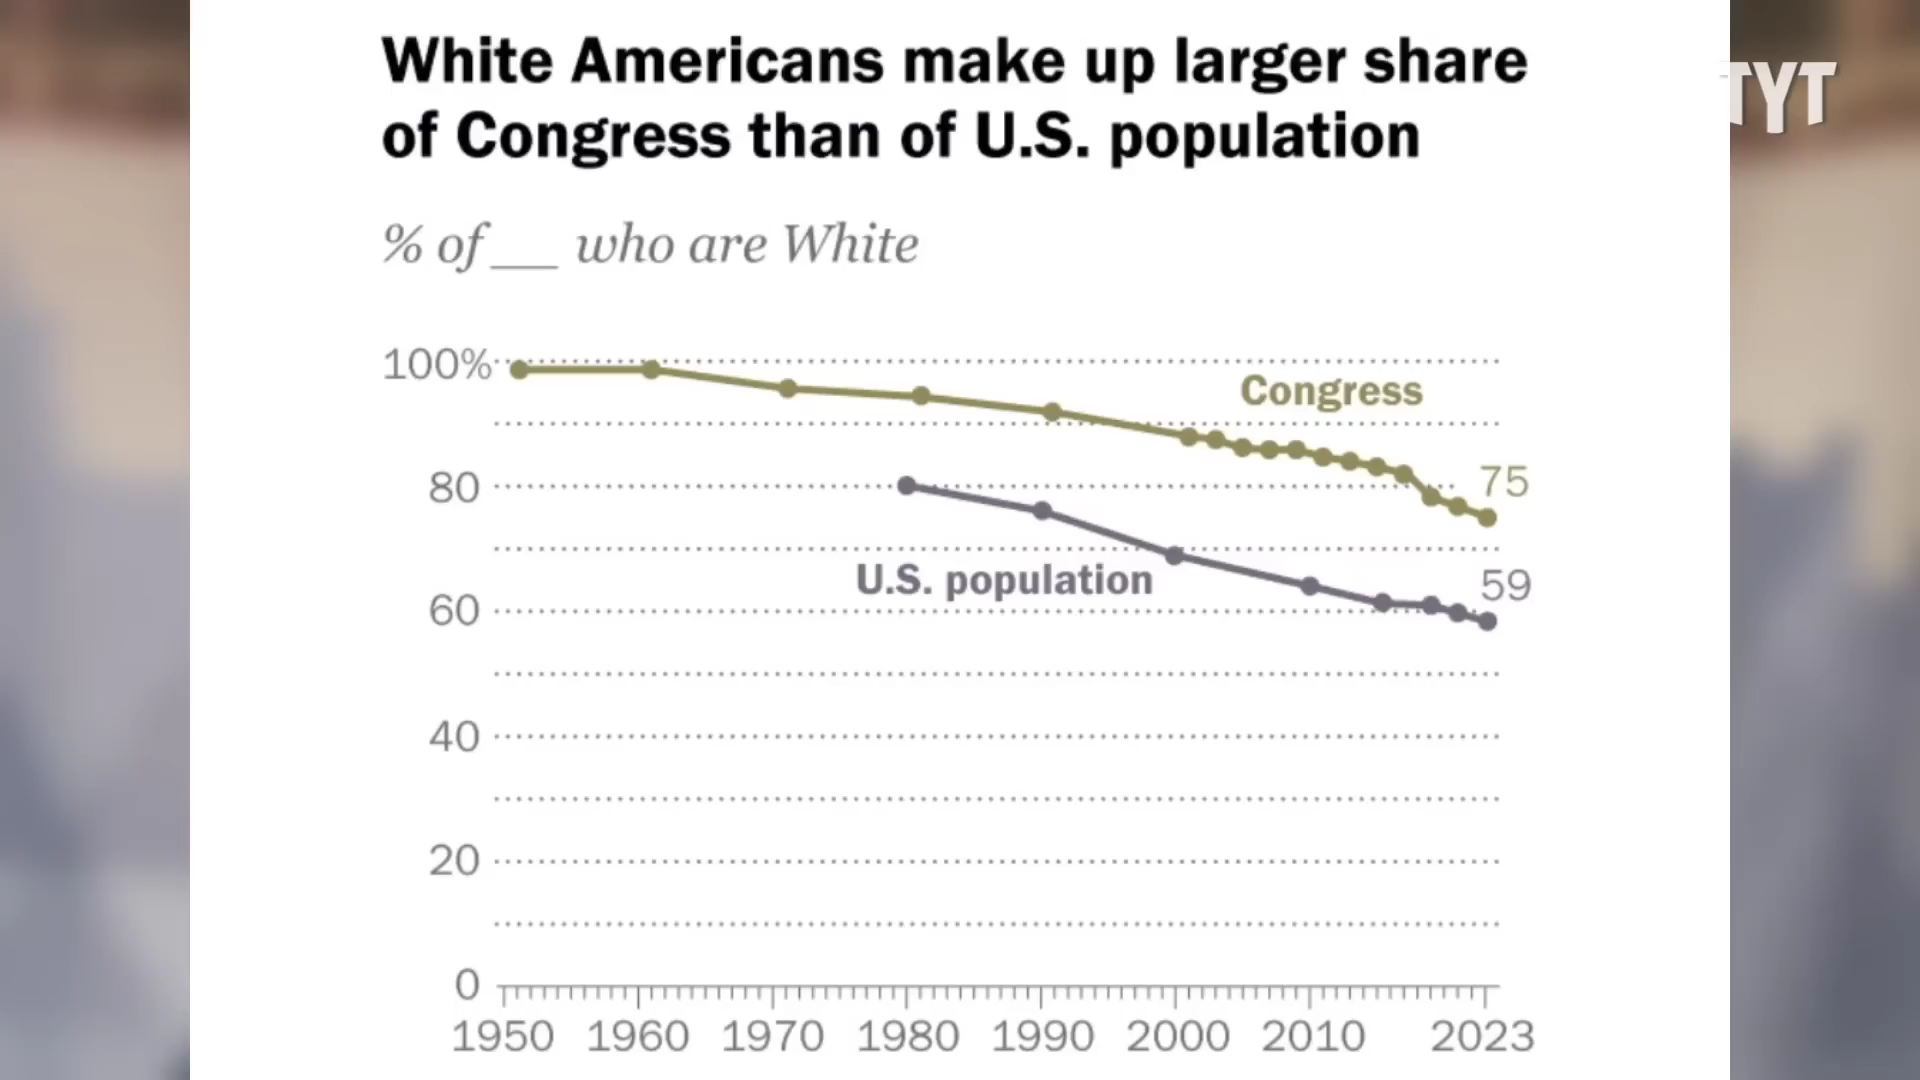 White Americans make up larger share
of Congress than of U.S. population
TYT
% of __ who are White
100%
Congress
80
75
U.S. population
59
60
40
20
0
1950 1960 1970 1980 1990 2000 2010 2023